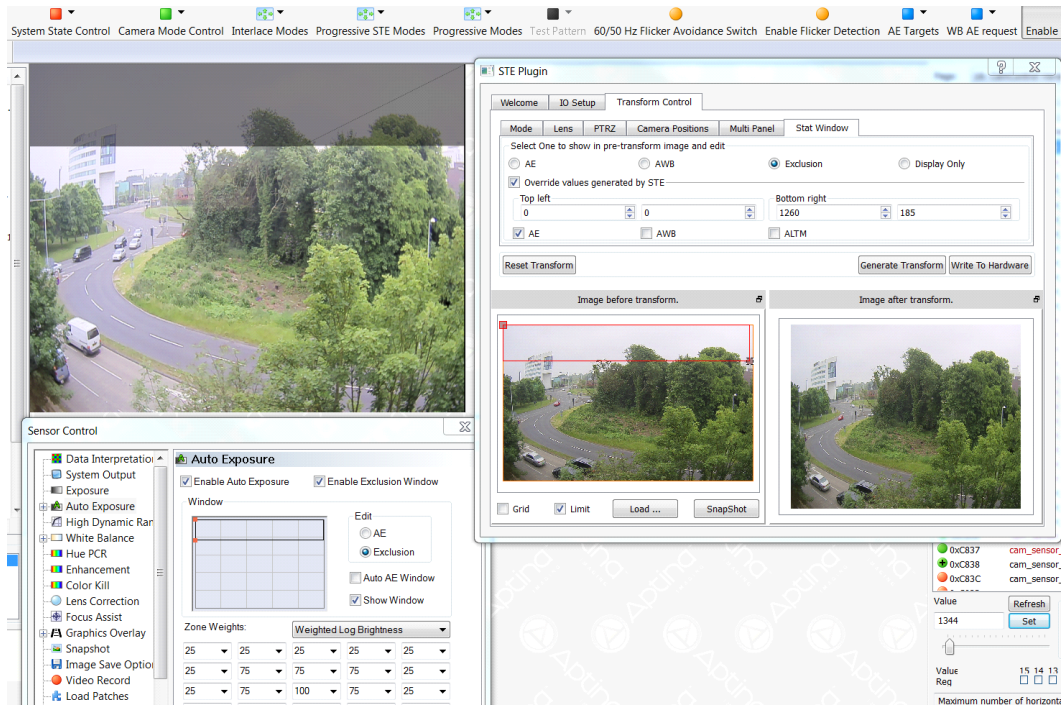 System State Control Camera Mode Control Interlace Modes Progressive STE Modes Progressive Modes Test Pattern 60/50 Hz Flicker Avoidance Switch Enable Flicker Detection AE Targets WB AE request Enable
STE Plugin
Welcome IO Setup Transform Control
Mode Lens PTRZ Camera Positions Multi Panel Stat Window
Select One to show in pre-transform image and edit
AE AWB Exclusion Display Only
Override values generated by STE
Top left Bottom right
0 0 1260 185
AE AWB ALTM
Reset Transform Generate Transform Write To Hardware
Image before transform. Image after transform.
Grid Limit Load ... SnapShot
Sensor Control
Data Interpretation
System Output
Exposure
Auto Exposure
High Dynamic Ran
White Balance
Hue PCR
Enhancement
Color Kill
Lens Correction
Focus Assist
Graphics Overlay
Snapshot
Image Save Option
Video Record
Load Patches
Auto Exposure
Enable Auto Exposure Enable Exclusion Window
Window
Edit
AE
Exclusion
Auto AE Window
Show Window
Zone Weights: Weighted Log Brightness
25 25 25 25 25
25 75 75 75 25
25 75 100 75 25
0xC837 cam_sensor_
0xC838 cam_sensor_
0xC83C cam_sensor_
Value Refresh
1344 Set
Value 15 14 13
Req
Maximum number of horizonta
Aptina